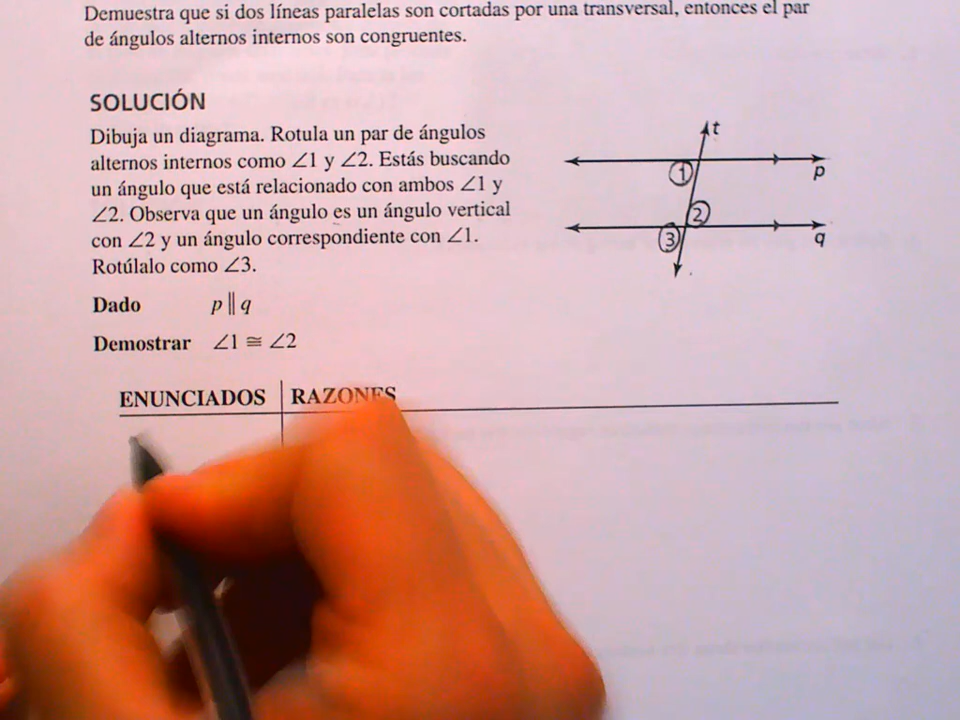 Demuestra que si dos líneas paralelas son cortadas por una transversal, entonces el par
de ángulos alternos internos son congruentes.
SOLUCIÓN
Dibuja un diagrama. Rotula un par de ángulos
alternos internos como ∠1 y ∠2. Estás buscando
un ángulo que está relacionado con ambos ∠1 y
∠2. Observa que un ángulo es un ángulo vertical
con ∠2 y un ángulo correspondiente con ∠1.
Rotúlalo como ∠3.
t
1
p
2
3
q
Dado p ∥ q
Demostrar ∠1 ≅ ∠2
ENUNCIADOS RAZONES